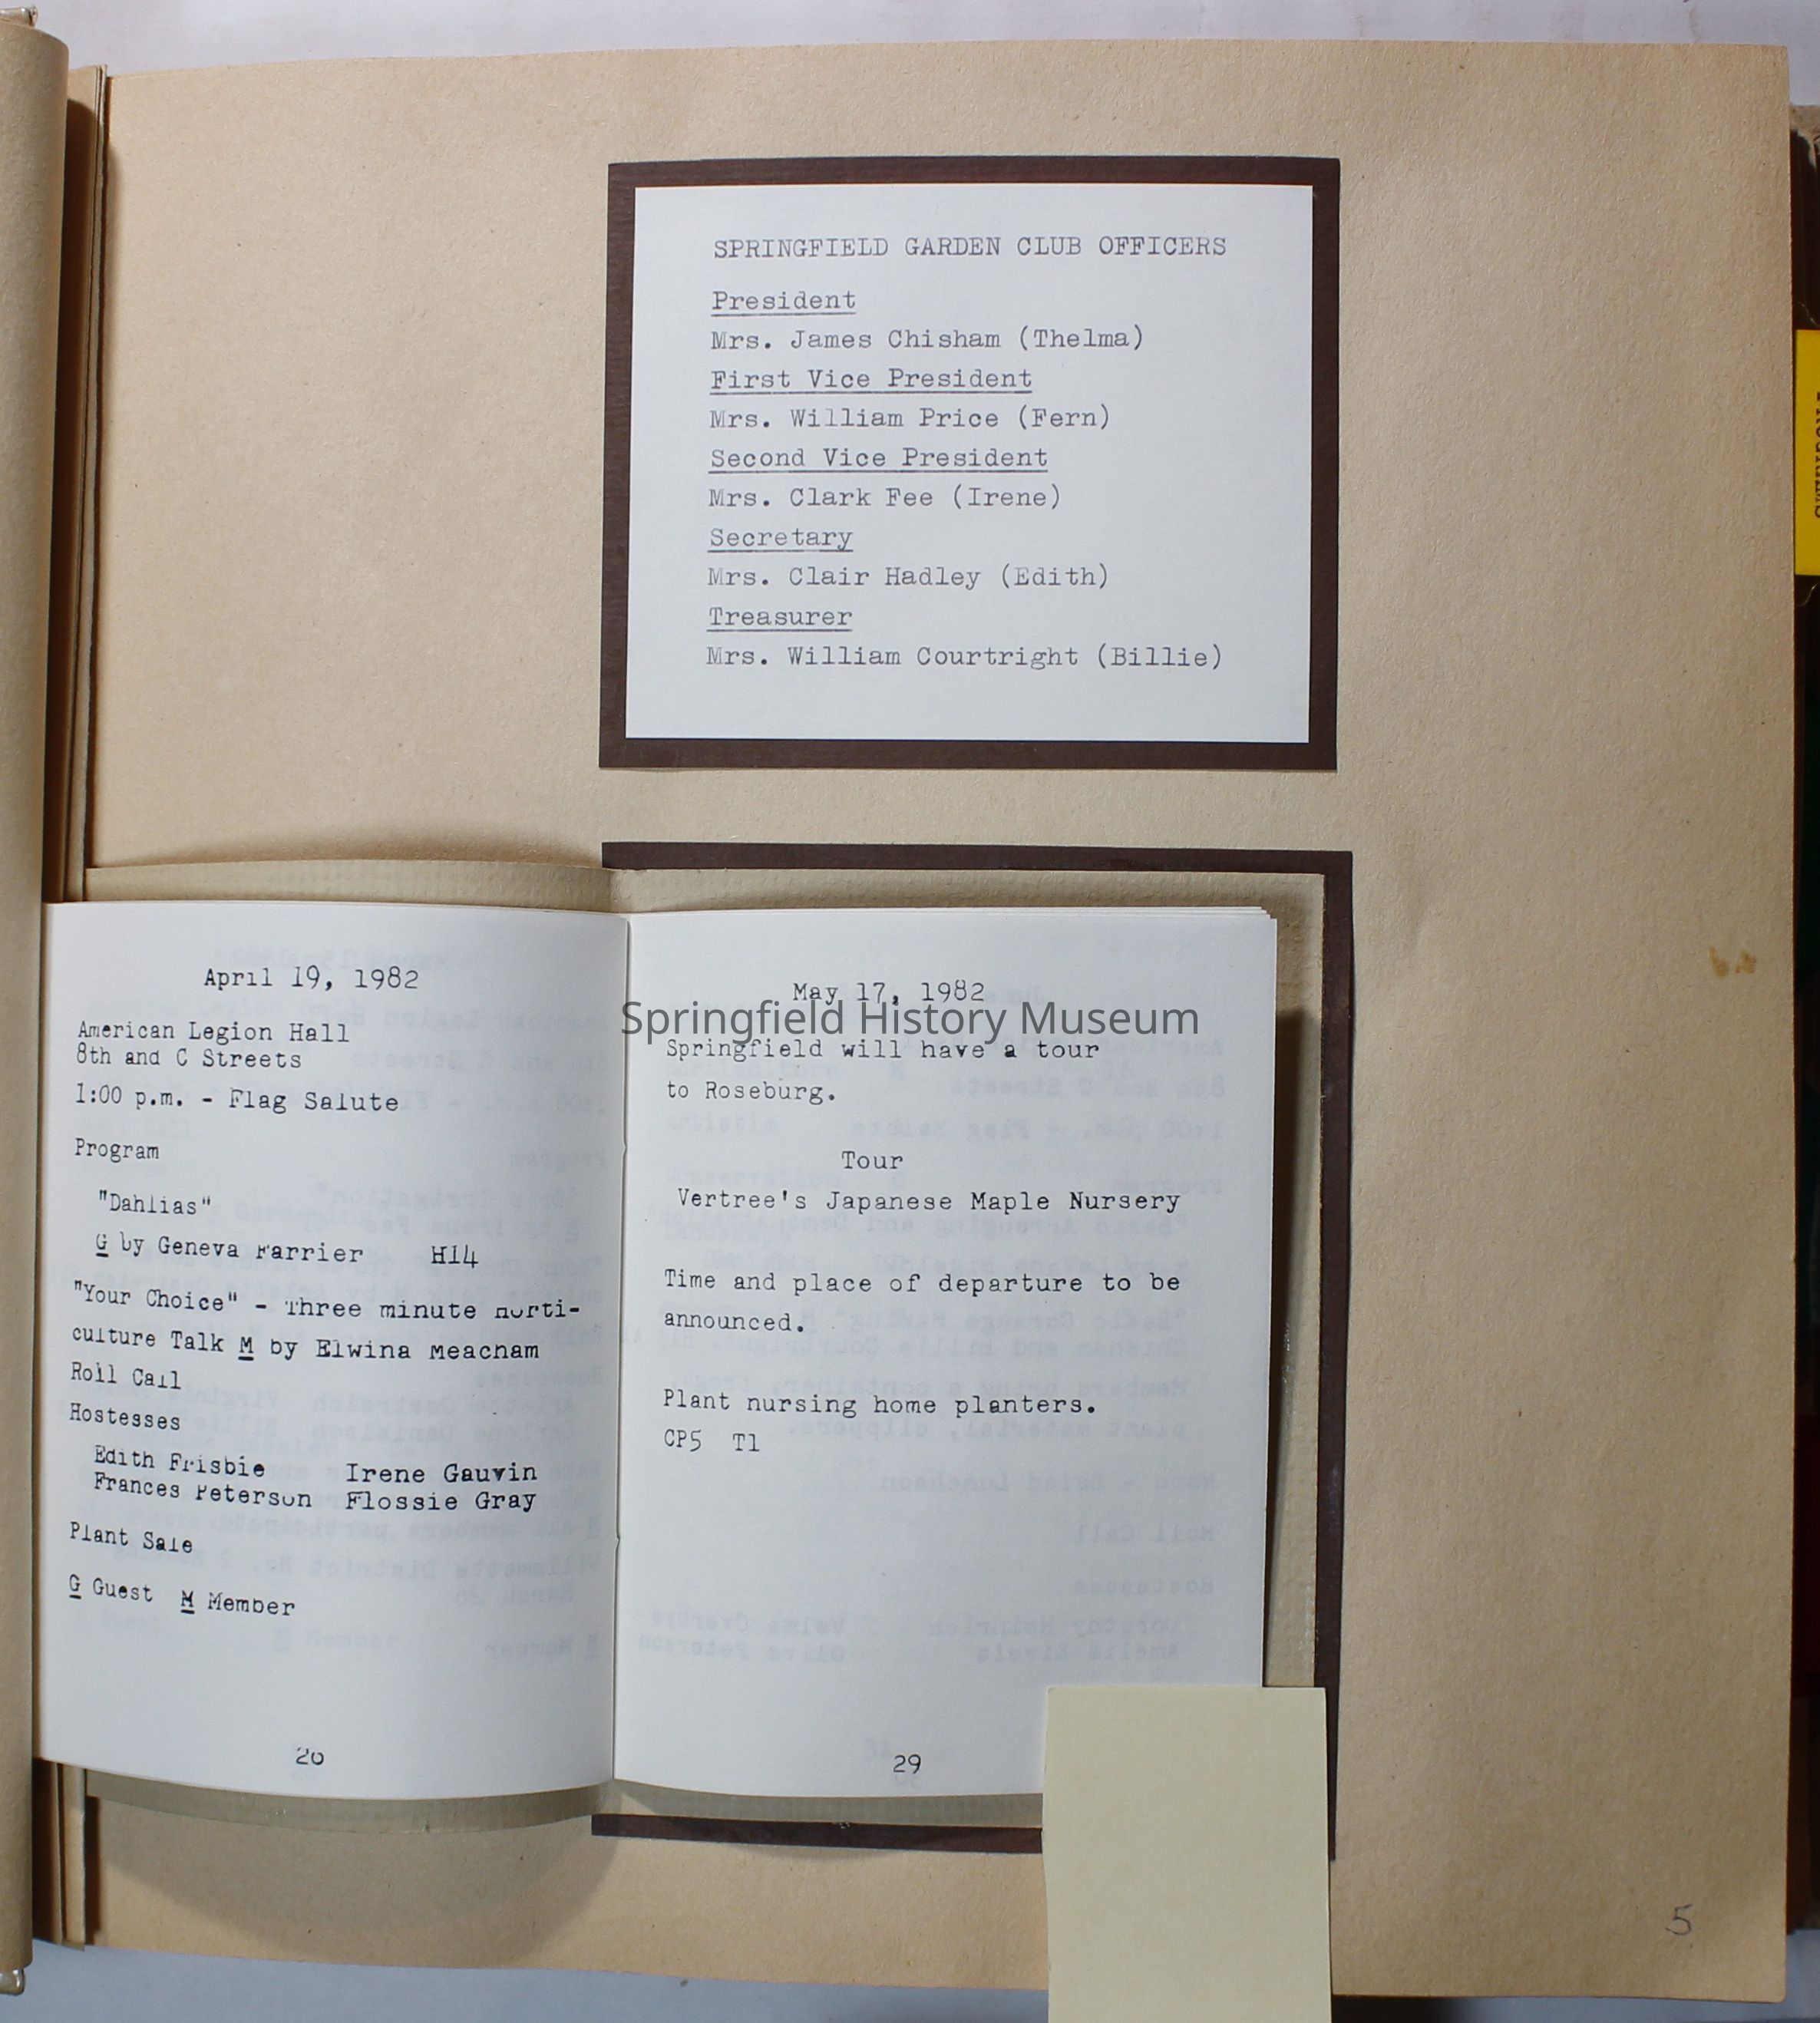 SPRINGFIELD GARDEN CLUB OFFICERS
President
Mrs. James Chisham (Thelma)
First Vice President
Mrs. William Price (Fern)
Second Vice President
Mrs. Clark Fee (Irene)
Secretary
Mrs. Clair Hadley (Edith)
Treasurer
Mrs. William Courtright (Billie)
April 19, 1982
American Legion Hall
8th and C Streets
1:00 p.m. - Flag Salute
Program
"Dahlias"
G by Geneva Farrier H14
"Your Choice" - Three minute horti-
culture Talk M by Elwina Meacham
Roll Call
Hostesses
Edith Frisbie Irene Gauvin
Frances Peterson Flossie Gray
Plant Sale
G Guest M Member
20
May 17, 1982
Springfield History Museum
Springfield will have a tour
to Roseburg.
Tour
Vertree's Japanese Maple Nursery
Time and place of departure to be
announced.
Plant nursing home planters.
CP5 T1
29
5